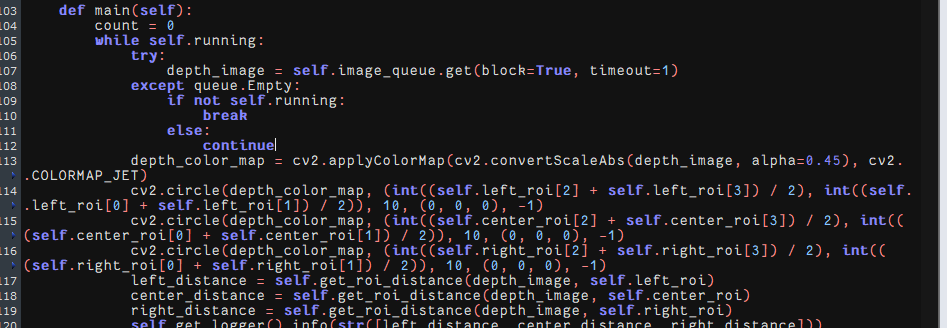 103     def main(self):
104         count = 0
105         while self.running:
106             try:
107                 depth_image = self.image_queue.get(block=True, timeout=1)
108             except queue.Empty:
109                 if not self.running:
110                     break
111                 else:
112                     continue
113             depth_color_map = cv2.applyColorMap(cv2.convertScaleAbs(depth_image, alpha=0.45), cv2.
.COLORMAP_JET)
114             cv2.circle(depth_color_map, (int((self.left_roi[2] + self.left_roi[3]) / 2), int((self.
.left_roi[0] + self.left_roi[1]) / 2)), 10, (0, 0, 0), -1)
115             cv2.circle(depth_color_map, (int((self.center_roi[2] + self.center_roi[3]) / 2), int((
(self.center_roi[0] + self.center_roi[1]) / 2)), 10, (0, 0, 0), -1)
116             cv2.circle(depth_color_map, (int((self.right_roi[2] + self.right_roi[3]) / 2), int((
(self.right_roi[0] + self.right_roi[1]) / 2)), 10, (0, 0, 0), -1)
117             left_distance = self.get_roi_distance(depth_image, self.left_roi)
118             center_distance = self.get_roi_distance(depth_image, self.center_roi)
119             right_distance = self.get_roi_distance(depth_image, self.right_roi)
120             self.get_logger().info(str([left_distance, center_distance, right_distance]))